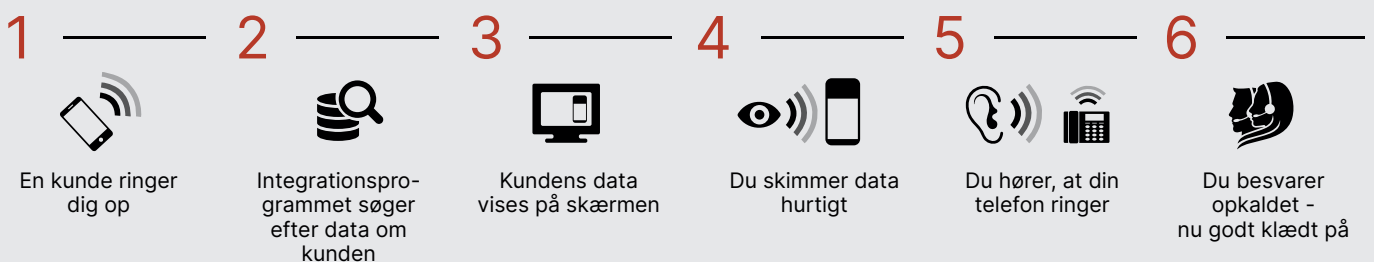 1
En kunde ringer
dig op
2
Integrationspro-
grammet søger
efter data om
kunden
3
Kundens data
vises på skærmen
4
Du skimmer data
hurtigt
5
Du hører, at din
telefon ringer
6
Du besvarer
opkaldet -
nu godt klædt på